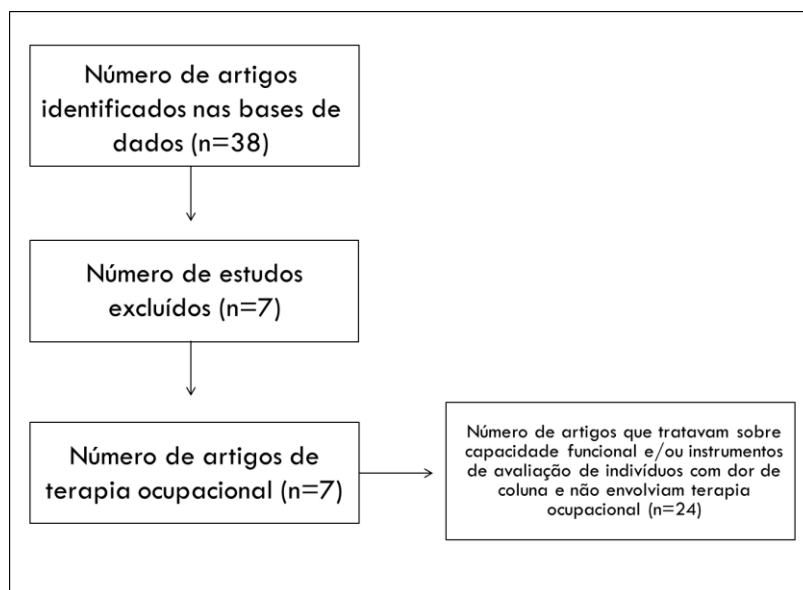 Número de artigos
identificados nas bases de
dados (n=38)
Número de estudos
excluídos (n=7)
Número de artigos de
terapia ocupacional (n=7)
Número de artigos que tratavam sobre
capacidade funcional e/ou instrumentos
de avaliação de indivíduos com dor de
coluna e não envolviam terapia
ocupacional (n=24)